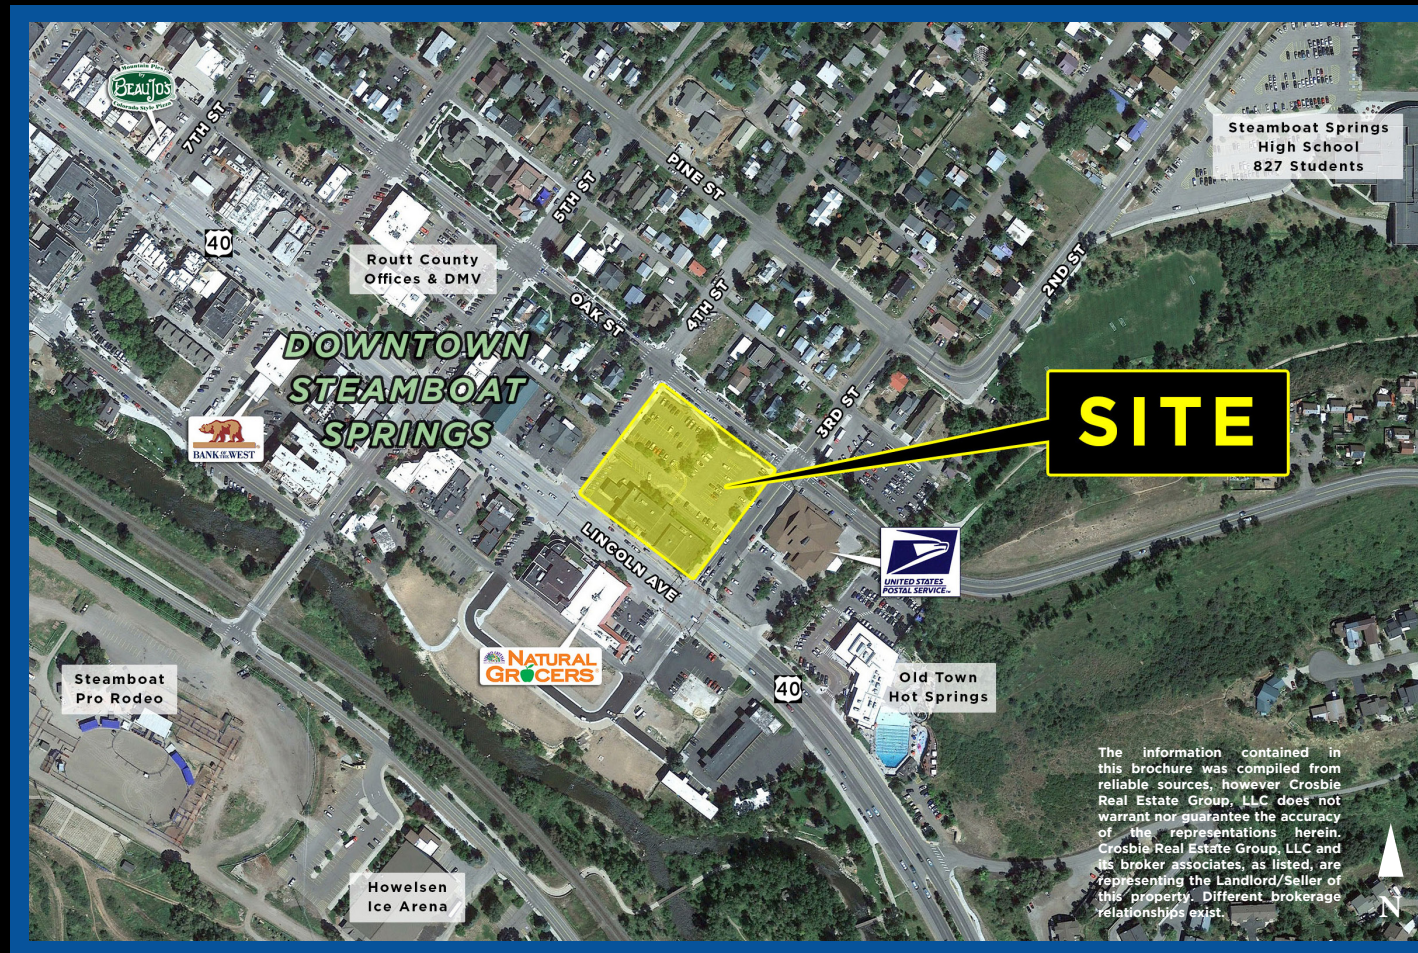 Mountain Pies
by
BEAUJO'S
Colorado Style Pizza
7TH ST
40
Routt County
Offices & DMV
5TH ST
PINE ST
Steamboat Springs
High School
827 Students
2ND ST
OAK ST
4TH ST
DOWNTOWN
STEAMBOAT
SPRINGS
BANK OF THE WEST
3RD ST
SITE
LINCOLN AVE
UNITED STATES
POSTAL SERVICE
NATURAL
GROCERS
40
Old Town
Hot Springs
Steamboat
Pro Rodeo
Howelsen
Ice Arena
The information contained in
this brochure was compiled from
reliable sources, however Crosbie
Real Estate Group, LLC does not
warrant nor guarantee the accuracy
of the representations herein.
Crosbie Real Estate Group, LLC and
its broker associates, as listed, are
representing the Landlord/Seller of
this property. Different brokerage
relationships exist.
N